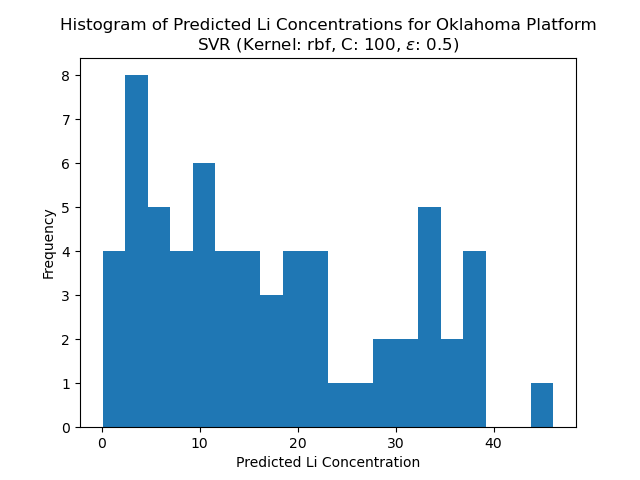 Histogram of Predicted Li Concentrations for Oklahoma Platform
SVR (Kernel: rbf, C: 100, ε: 0.5)
8
7
6
5
4
3
2
1
0
Frequency
0 10 20 30 40
Predicted Li Concentration